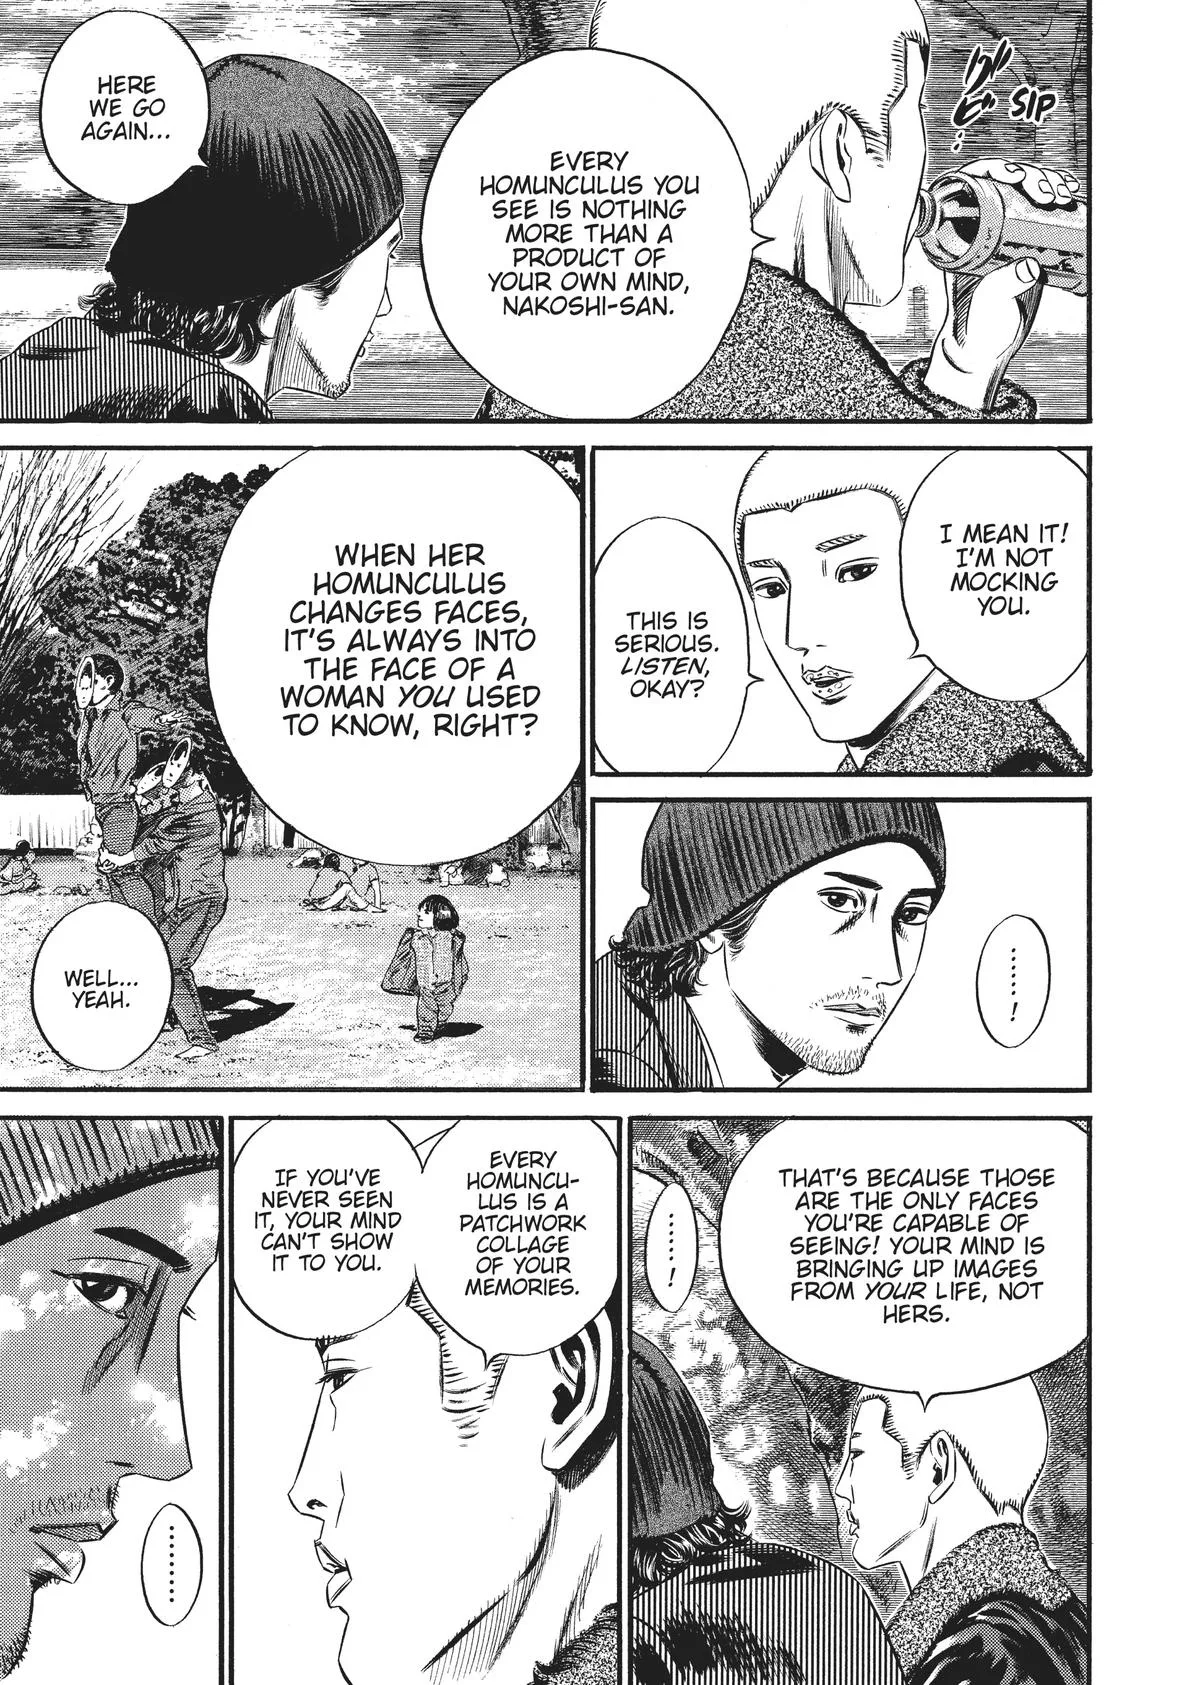 グビ
SIP
EVERY
HOMUNCULUS YOU
SEE IS NOTHING
MORE THAN A
PRODUCT OF
YOUR OWN MIND,
NAKOSHI-SAN.
HERE
WE GO
AGAIN...
I MEAN IT!
I'M NOT
MOCKING
YOU.
THIS IS
SERIOUS.
LISTEN,
OKAY?
........!
WHEN HER
HOMUNCULUS
CHANGES FACES,
IT'S ALWAYS INTO
THE FACE OF A
WOMAN YOU USED
TO KNOW, RIGHT?
WELL...
YEAH.
THAT'S BECAUSE THOSE
ARE THE ONLY FACES
YOU'RE CAPABLE OF
SEEING! YOUR MIND IS
BRINGING UP IMAGES
FROM YOUR LIFE, NOT
HERS.
........!
EVERY
HOMUNCU-
LUS IS A
PATCHWORK
COLLAGE
OF YOUR
MEMORIES.
IF YOU'VE
NEVER SEEN
IT, YOUR MIND
CAN'T SHOW
IT TO YOU.
.........